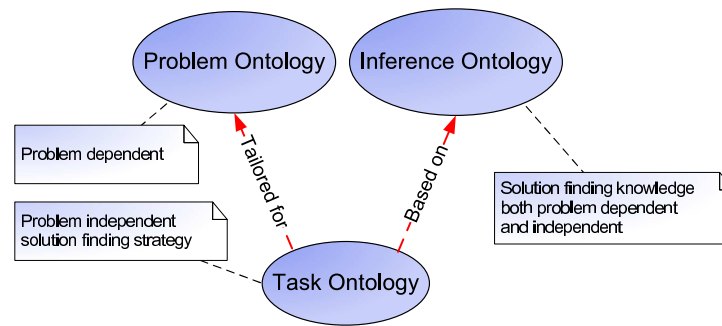 Problem Ontology
Inference Ontology
Problem dependent
Tailored for
Based on
Solution finding knowledge
both problem dependent
and independent
Problem independent
solution finding strategy
Task Ontology